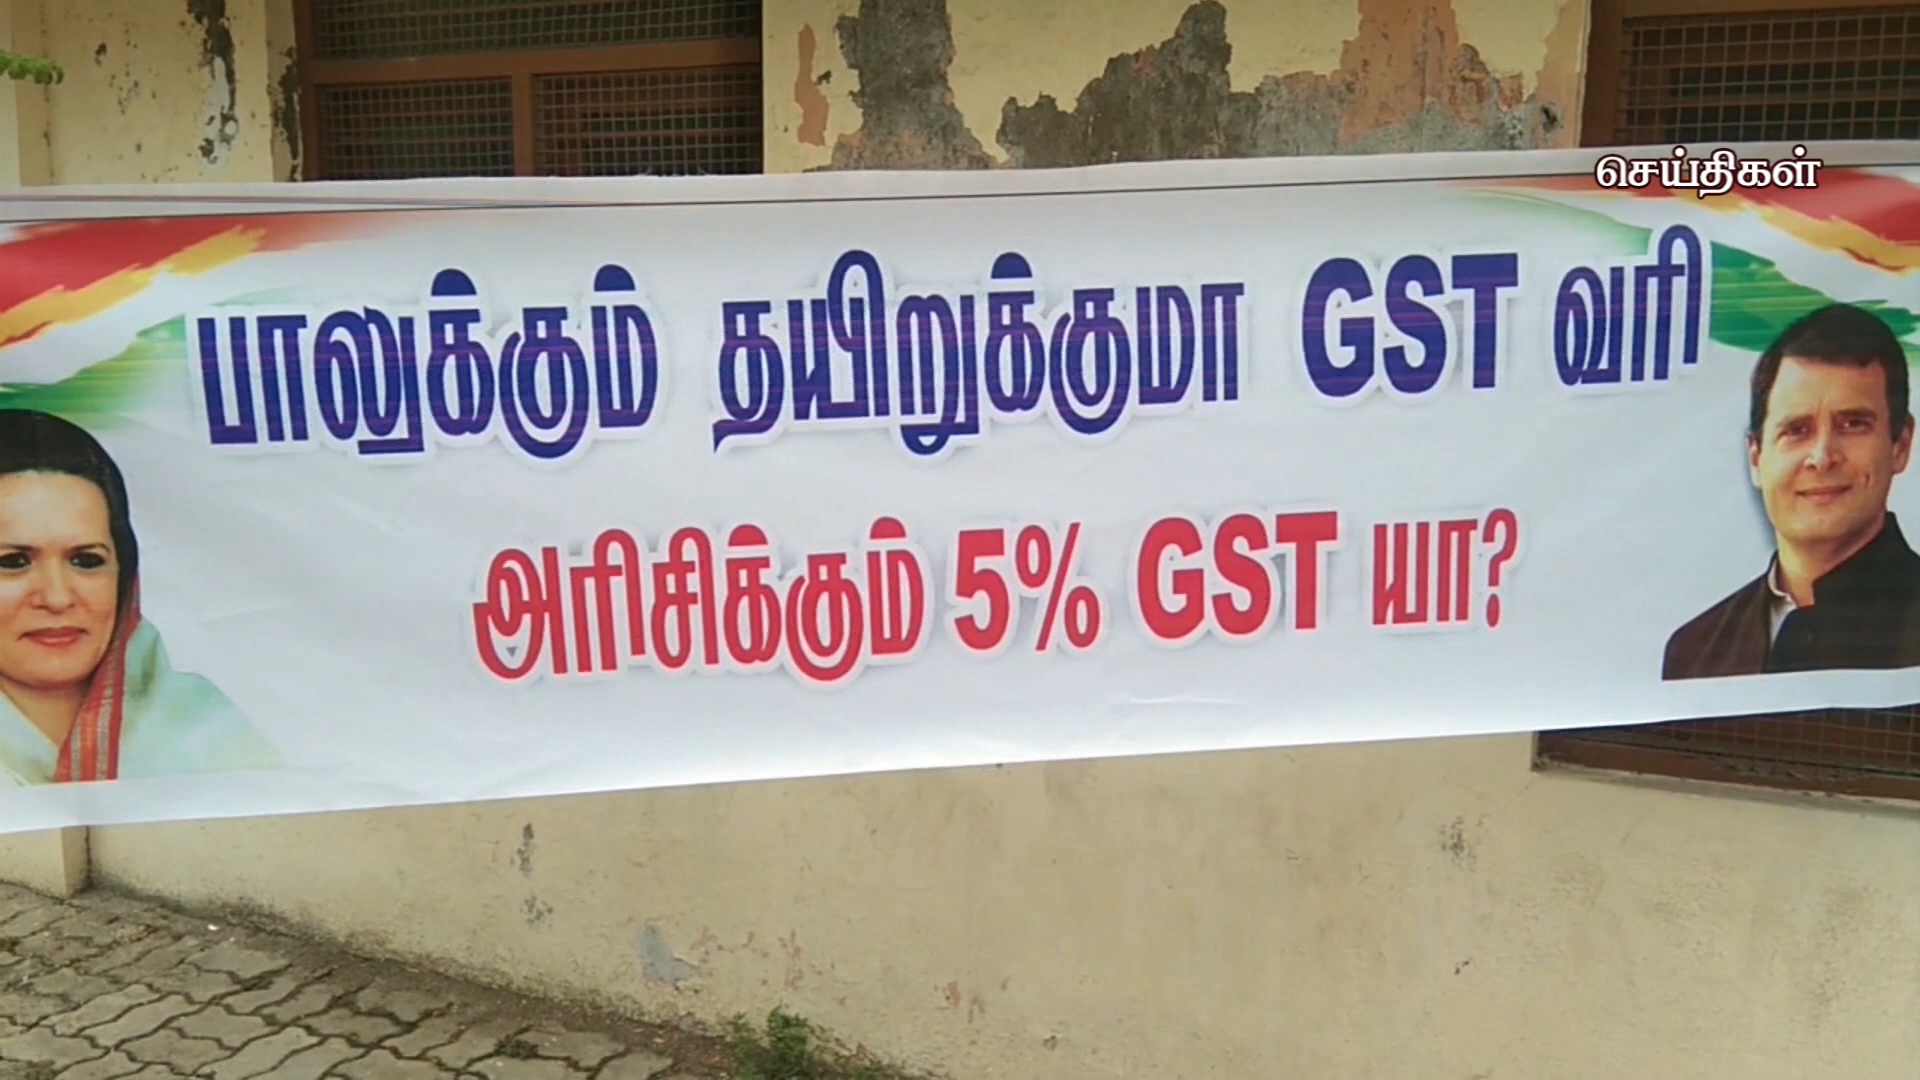 செய்திகள்
பாலுக்கும் தயிறுக்குமா GST வரி
அரிசிக்கும் 5% GST யா?